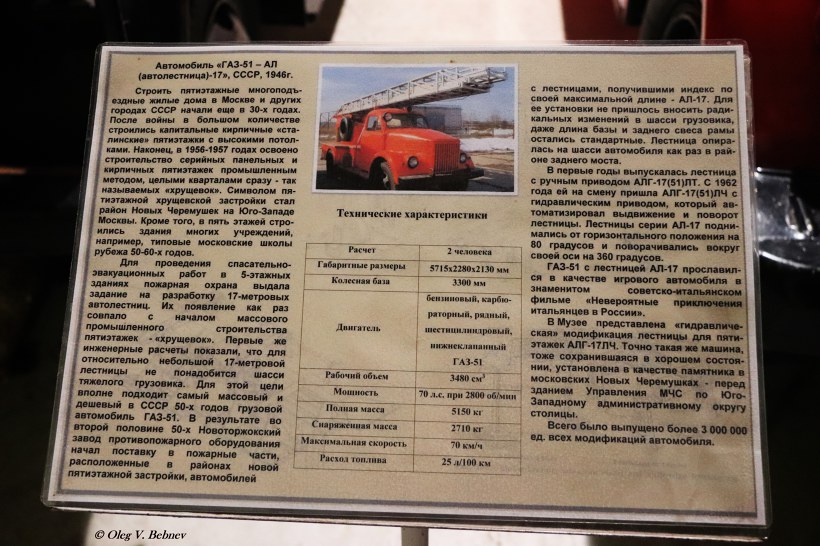 Автомобиль «ГАЗ-51 – АЛ
(автолестница)-17», СССР, 1946г.
Строить пятиэтажные многоподъ-
ездные жилые дома в Москве и других
городах СССР начали еще в 30-х годах.
После войны в большом количестве
строились капитальные кирпичные «ста-
линские» пятиэтажки с высокими потол-
ками. Наконец, в 1956-1957 годах освоено
строительство серийных панельных и
кирпичных пятиэтажек промышленным
методом, целыми кварталами сразу - так
называемых «хрущевок». Символом пя-
тиэтажной хрущевской застройки стал
район Новых Черемушек на Юго-Западе
Москвы. Кроме того, в пять этажей стро-
ились здания многих учреждений,
например, типовые московские школы
рубежа 50-60-х годов.
Для проведения спасательно-
эвакуационных работ в 5-этажных
зданиях пожарная охрана выдала
задание на разработку 17-метровых
автолестниц. Их появление как раз
совпало с началом массового
промышленного строительства
пятиэтажек -«хрущевок». Первые же
инженерные расчеты показали, что для
относительно небольшой 17-метровой
лестницы не понадобится шасси
тяжелого грузовика. Для этой цели
вполне подходит самый массовый и
дешевый в СССР 50-х годов грузовой
автомобиль ГАЗ-51. В результате во
второй половине 50-х Новоторжокский
завод противопожарного оборудования
начал поставку в пожарные части,
расположенные в районах новой
пятиэтажной застройки, автомобилей
Технические характеристики
Расчет 2 человека
Габаритные размеры 5715х2280х2130 мм
Колесная база 3300 мм
Двигатель бензиновый, карбю-
раторный, рядный,
шестицилиндровый,
нижнеклапанный
ГАЗ-51
Рабочий объем 3480 см³
Мощность 70 л.с. при 2800 об/мин
Полная масса 5150 кг
Снаряженная масса 2710 кг
Максимальная скорость 70 км/ч
Расход топлива 25 л/100 км
с лестницами, получившими индекс по
своей максимальной длине - АЛ-17. Для
ее установки не пришлось вносить ради-
кальных изменений в шасси грузовика,
даже длина базы и заднего свеса рамы
остались стандартные. Лестница опира-
лась на шасси автомобиля как раз в рай-
оне заднего моста.
В первые годы выпускалась лестница
с ручным приводом АЛГ-17(51)ЛТ. С 1962
года ей на смену пришла АЛГ-17(51)ЛЧ с
гидравлическим приводом, который ав-
томатизировал выдвижение и поворот
лестницы. Лестницы серии АЛ-17 подни-
мались от горизонтального положения на
80 градусов и поворачивались вокруг
своей оси на 360 градусов.
ГАЗ-51 с лестницей АЛ-17 прославил-
ся в качестве игрового автомобиля в
знаменитом советско-итальянском
фильме «Невероятные приключения
итальянцев в России».
В Музее представлена «гидравличе-
ская» модификация лестницы для пяти-
этажек АЛГ-17ЛЧ. Точно такая же машина,
тоже сохранившаяся в хорошем состоя-
нии, установлена в качестве памятника в
московских Новых Черемушках - перед
зданием Управления МЧС по Юго-
Западному административному округу
столицы.
Всего было выпущено более 3 000 000
ед. всех модификаций автомобиля.
© Oleg V. Bebnev